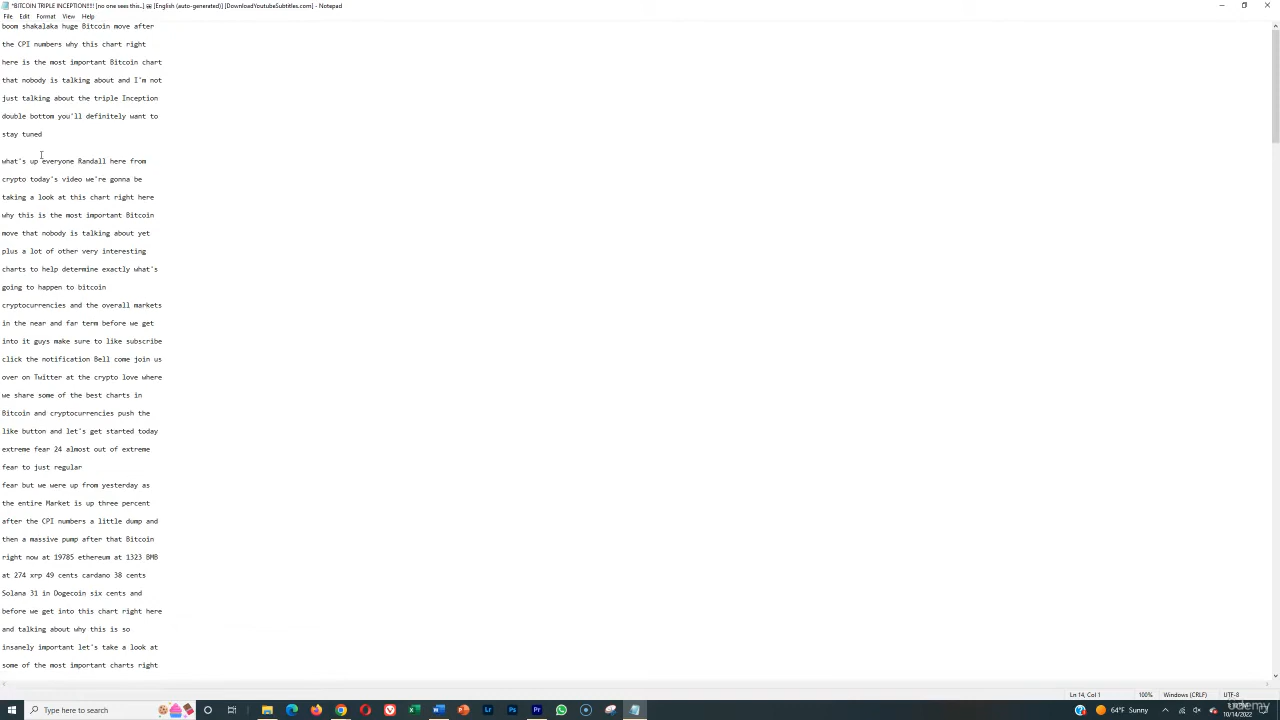 *BITCOIN TRIPLE INCEPTION!!!! [no one sees this..] 👀 [English (auto-generated)] [DownloadYoutubeSubtitles.com] - Notepad
File Edit Format View Help
boom shakalaka huge Bitcoin move after
the CPI numbers why this chart right
here is the most important Bitcoin chart
that nobody is talking about and I'm not
just talking about the triple Inception
double bottom you'll definitely want to
stay tuned
what's up everyone Randall here from
crypto today's video we're gonna be
taking a look at this chart right here
why this is the most important Bitcoin
move that nobody is talking about yet
plus a lot of other very interesting
charts to help determine exactly what's
going to happen to bitcoin
cryptocurrencies and the overall markets
in the near and far term before we get
into it guys make sure to like subscribe
click the notification Bell come join us
over on Twitter at the crypto love where
we share some of the best charts in
Bitcoin and cryptocurrencies push the
like button and let's get started today
extreme fear 24 almost out of extreme
fear to just regular
fear but we were up from yesterday as
the entire Market is up three percent
after the CPI numbers a little dump and
then a massive pump after that Bitcoin
right now at 19785 ethereum at 1323 BMB
at 274 xrp 49 cents cardano 38 cents
Solana 31 in Dogecoin six cents and
before we get into this chart right here
and talking about why this is so
insanely important let's take a look at
some of the most important charts right
Ln 14, Col 1 100% Windows (CRLF) UTF-8
Type here to search
64°F Sunny
10/14/2022
udemy